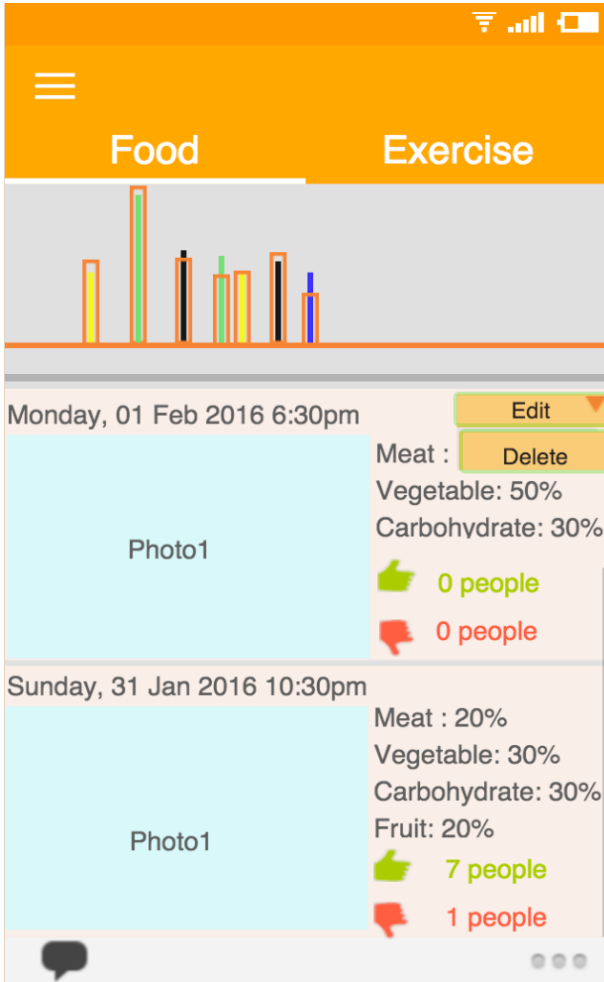 Food Exercise
Monday, 01 Feb 2016 6:30pm
Edit
Meat :
Delete
Vegetable: 50%
Carbohydrate: 30%
Photo1
0 people
0 people
Sunday, 31 Jan 2016 10:30pm
Meat : 20%
Vegetable: 30%
Carbohydrate: 30%
Fruit: 20%
Photo1
7 people
1 people